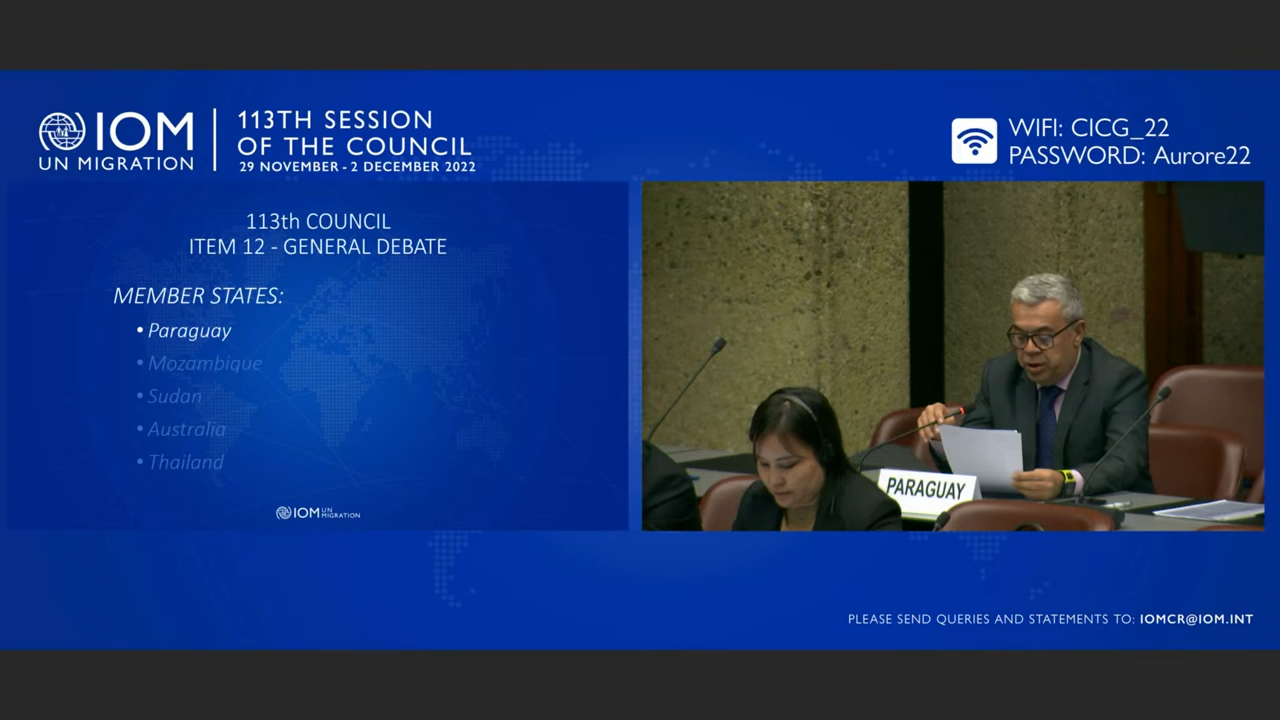 IOM
UN MIGRATION
113TH SESSION
OF THE COUNCIL
29 NOVEMBER - 2 DECEMBER 2022
WIFI: CICG_22
PASSWORD: Aurore22
113th COUNCIL
ITEM 12 - GENERAL DEBATE
MEMBER STATES:
• Paraguay
• Mozambique
• Sudan
• Australia
• Thailand
IOM UN MIGRATION
PARAGUAY
PLEASE SEND QUERIES AND STATEMENTS TO: IOMCR@IOM.INT